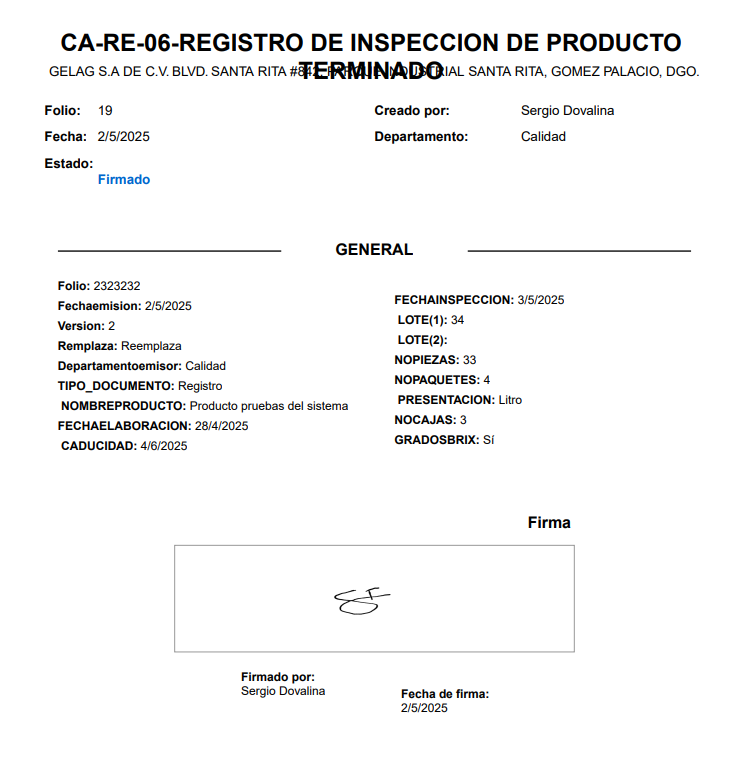 CA-RE-06-REGISTRO DE INSPECCION DE PRODUCTO
TERMINADO
GELAG S.A DE C.V. BLVD. SANTA RITA #842, PARQUE INDUSTRIAL SANTA RITA, GOMEZ PALACIO, DGO.
Folio: 19
Creado por: Sergio Dovalina
Fecha: 2/5/2025
Departamento: Calidad
Estado:
Firmado
GENERAL
Folio: 2323232
Fechaemision: 2/5/2025
Version: 2
Remplaza: Reemplaza
Departamentoemisor: Calidad
TIPO_DOCUMENTO: Registro
NOMBREPRODUCTO: Producto pruebas del sistema
FECHAELABORACION: 28/4/2025
CADUCIDAD: 4/6/2025
FECHAINSPECCION: 3/5/2025
LOTE(1): 34
LOTE(2):
NOPIEZAS: 33
NOPAQUETES: 4
PRESENTACION: Litro
NOCAJAS: 3
GRADOSBRIX: Sí
Firma
Firmado por:
Sergio Dovalina
Fecha de firma:
2/5/2025